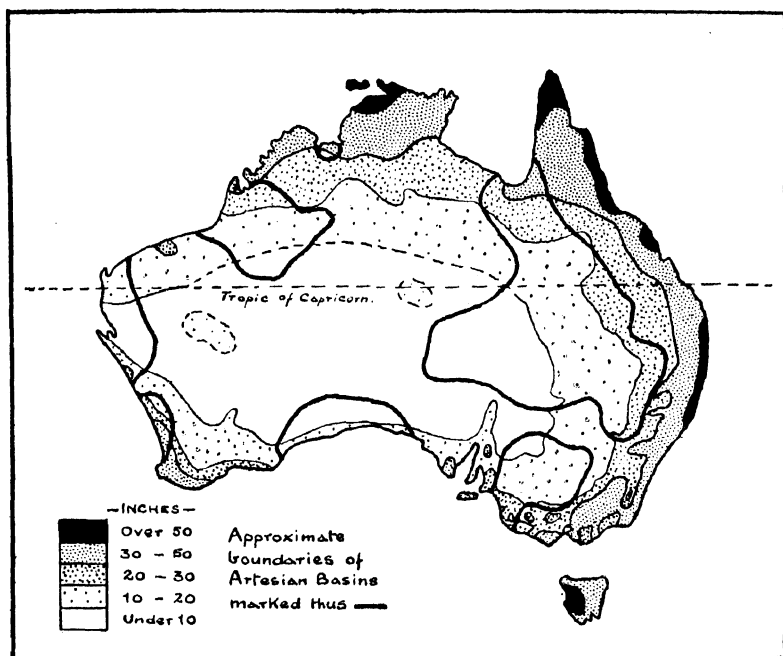 Tropic of Capricorn.
—INCHES—
Over 50
30 – 50
20 – 30
10 – 20
Under 10
Approximate
boundaries of
Artesian Basins
marked thus